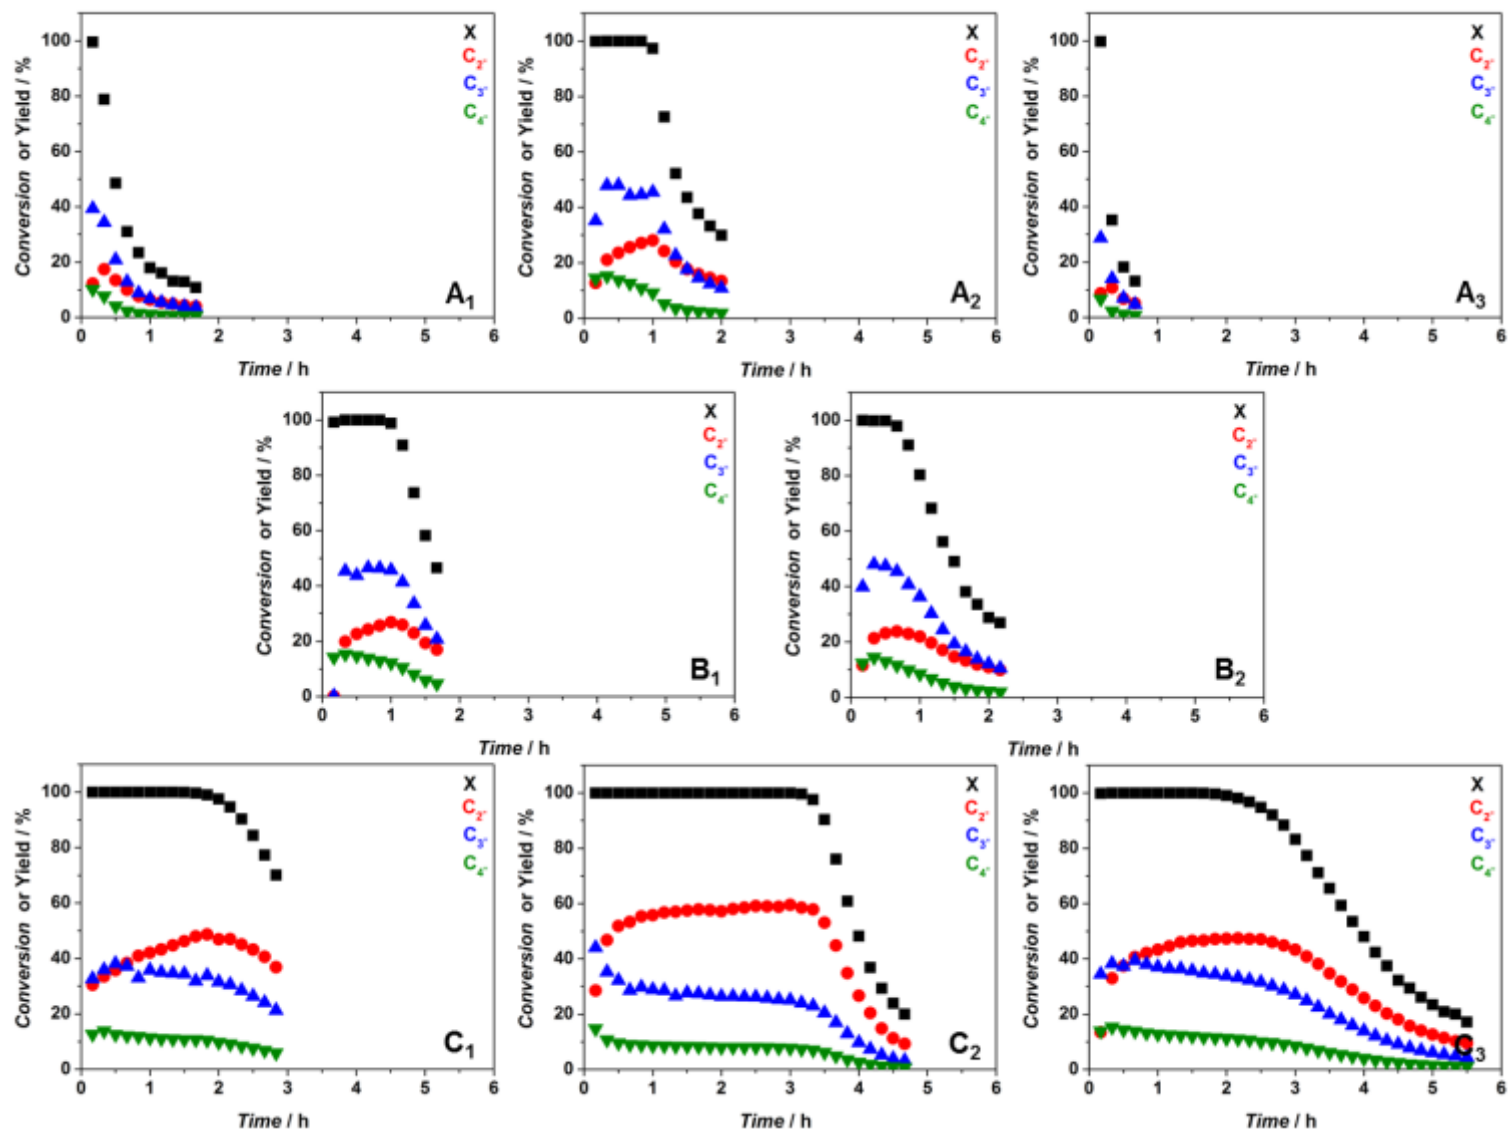 Conversion or Yield / %
100
80
60
40
20
0
0 1 2 3 4 5 6
Time / h
X
C2=
C3=
C4=
A1
Conversion or Yield / %
100
80
60
40
20
0
0 1 2 3 4 5 6
Time / h
X
C2=
C3=
C4=
A2
Conversion or Yield / %
100
80
60
40
20
0
0 1 2 3 4 5 6
Time / h
X
C2=
C3=
C4=
A3
Conversion or Yield / %
100
80
60
40
20
0
0 1 2 3 4 5 6
Time / h
X
C2=
C3=
C4=
B1
Conversion or Yield / %
100
80
60
40
20
0
0 1 2 3 4 5 6
Time / h
X
C2=
C3=
C4=
B2
Conversion or Yield / %
100
80
60
40
20
0
0 1 2 3 4 5 6
Time / h
X
C2=
C3=
C4=
C1
Conversion or Yield / %
100
80
60
40
20
0
0 1 2 3 4 5 6
Time / h
X
C2=
C3=
C4=
C2
Conversion or Yield / %
100
80
60
40
20
0
0 1 2 3 4 5 6
Time / h
X
C2=
C3=
C4=
C3